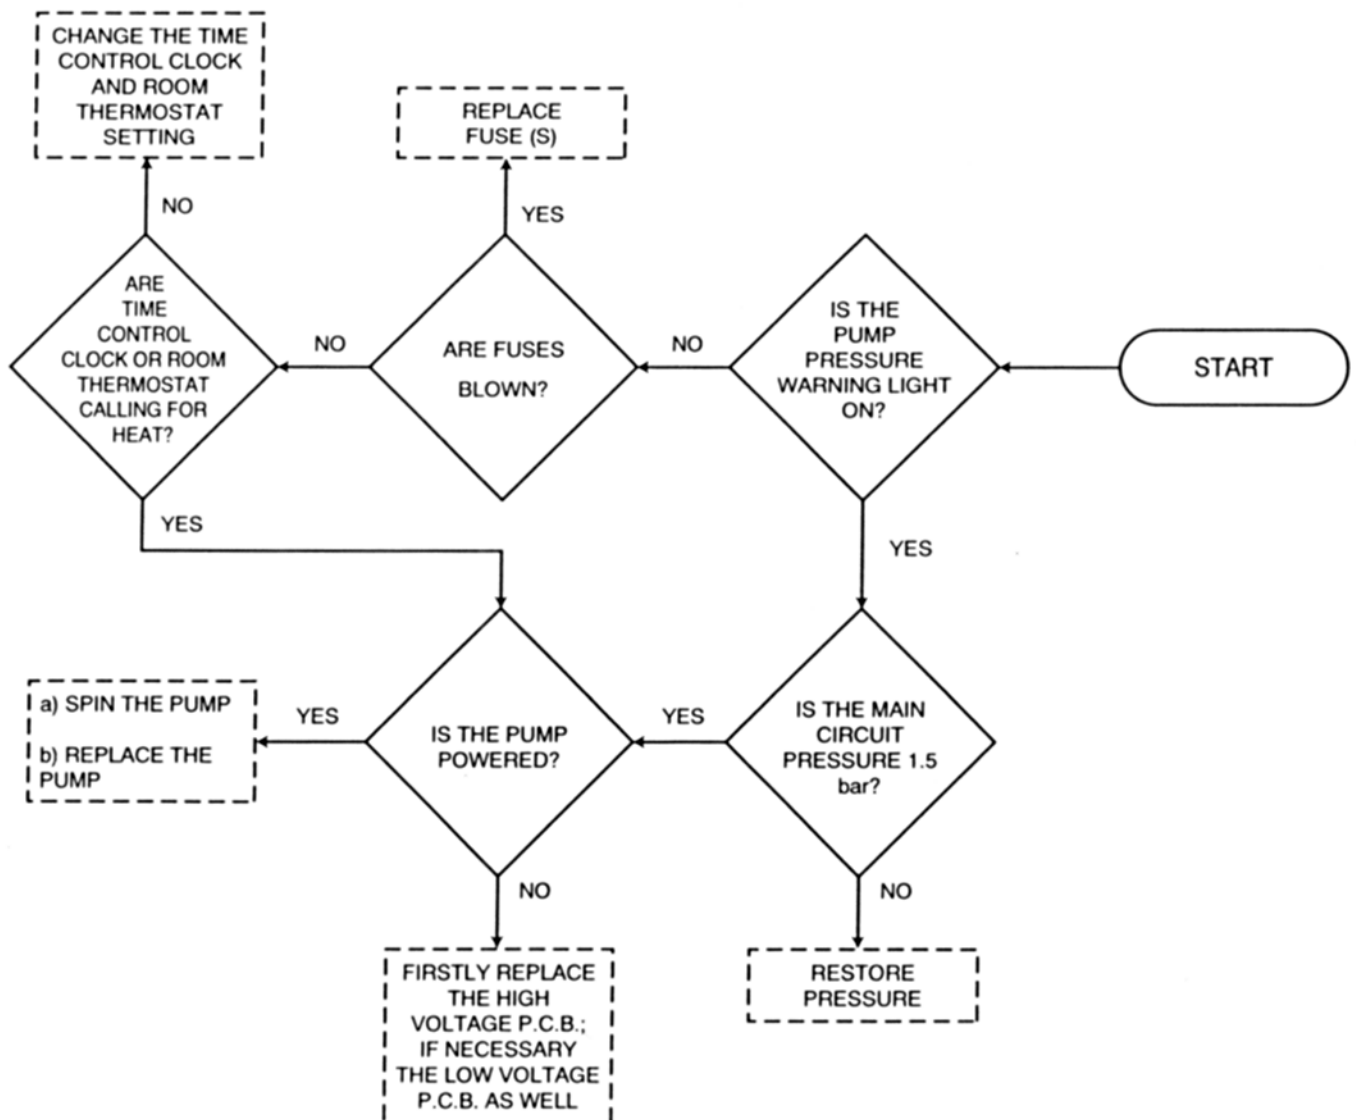 CHANGE THE TIME
CONTROL CLOCK
AND ROOM
THERMOSTAT
SETTING
REPLACE
FUSE (S)
NO
YES
ARE
TIME
CONTROL
CLOCK OR ROOM
THERMOSTAT
CALLING FOR
HEAT?
NO
ARE FUSES
BLOWN?
NO
IS THE
PUMP
PRESSURE
WARNING LIGHT
ON?
START
YES
YES
a) SPIN THE PUMP
b) REPLACE THE
PUMP
YES
IS THE PUMP
POWERED?
YES
IS THE MAIN
CIRCUIT
PRESSURE 1.5
bar?
NO
NO
FIRSTLY REPLACE
THE HIGH
VOLTAGE P.C.B.;
IF NECESSARY
THE LOW VOLTAGE
P.C.B. AS WELL
RESTORE
PRESSURE